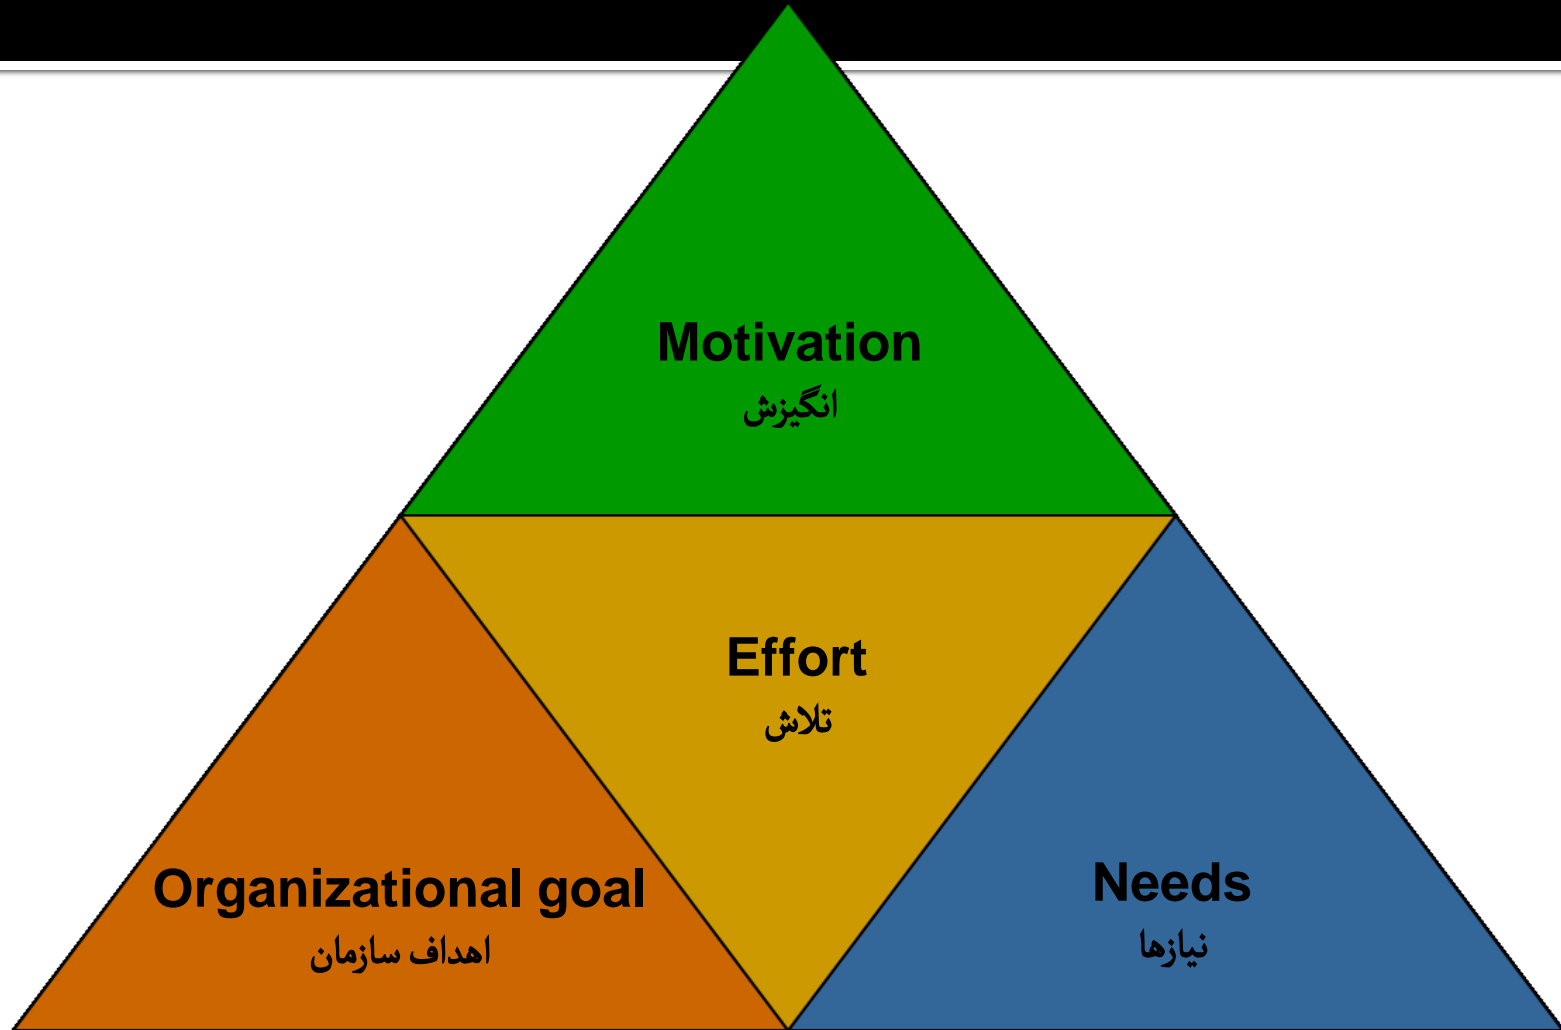 Motivation
انگیزش
Effort
تلاش
Organizational goal
اهداف سازمان
Needs
نیازها